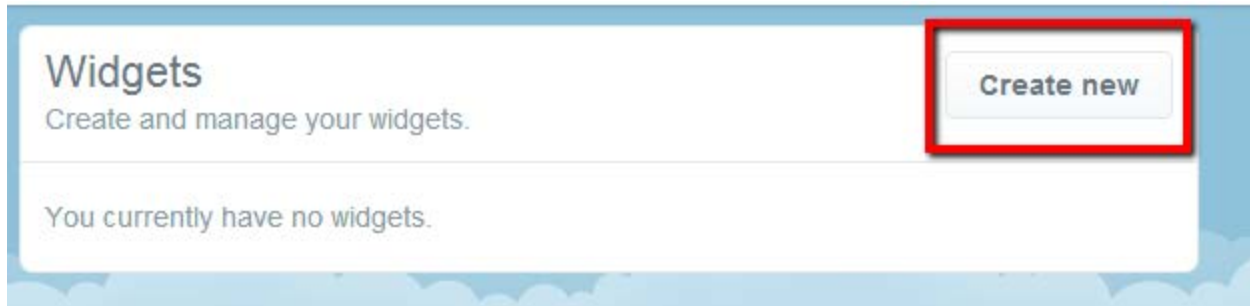 Widgets
Create new
Create and manage your widgets.
You currently have no widgets.